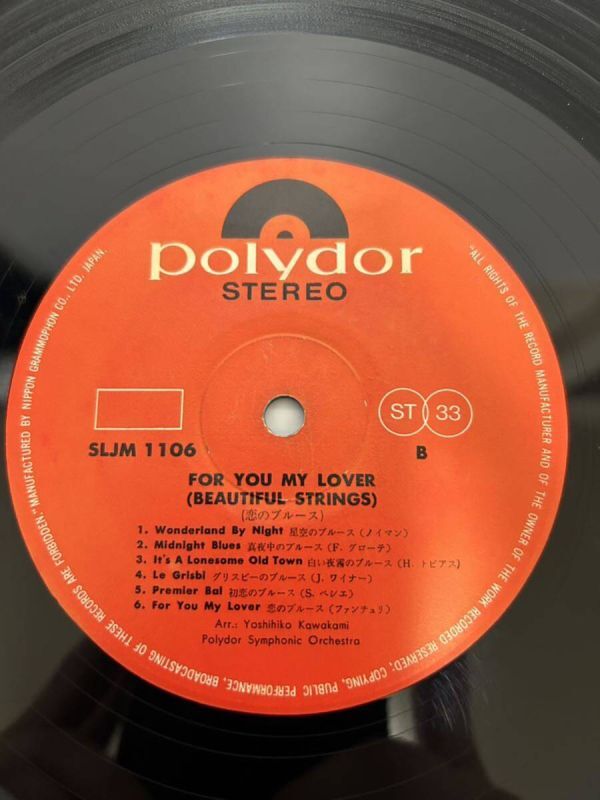 polydor
STEREO
ST 33
SLJM 1106
B
FOR YOU MY LOVER
(BEAUTIFUL STRINGS)
(恋のブルース)
1. Wonderland By Night 星空のブルース (ノイマン)
2. Midnight Blues 真夜中のブルース (F. グローテ)
3. It's A Lonesome Old Town 白い夜霧のブルース (H. トビアス)
4. Le Grisbi グリスビーのブルース (J. ワイナー)
5. Premier Bal 初恋のブルース (S. ベシエ)
6. For You My Lover 恋のブルース (ファンチュリ)
Arr.: Yoshihiko Kawakami
Polydor Symphonic Orchestra
"ALL RIGHTS OF THE RECORD MANUFACTURER AND OF THE OWNER OF THE WORK RECORDED RESERVED, COPYING, PUBLIC PERFORMANCE, BROADCASTING OF THESE RECORDS ARE FORBIDDEN." MANUFACTURED BY NIPPON GRAMMOPHON CO., LTD. JAPAN.